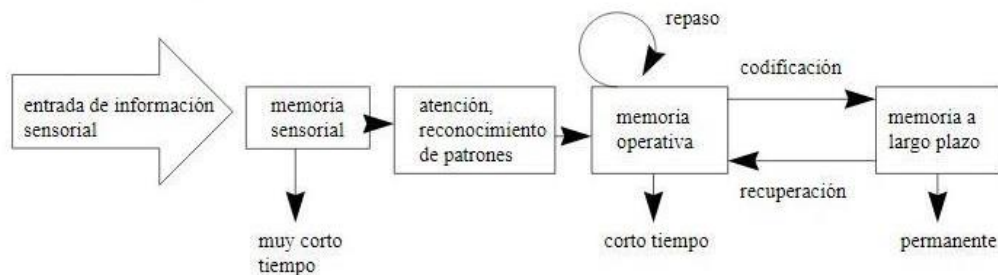 repaso
codificación
entrada de información
sensorial
memoria
sensorial
atención,
reconocimiento
de patrones
memoria
operativa
memoria a
largo plazo
recuperación
muy corto
tiempo
corto tiempo
permanente